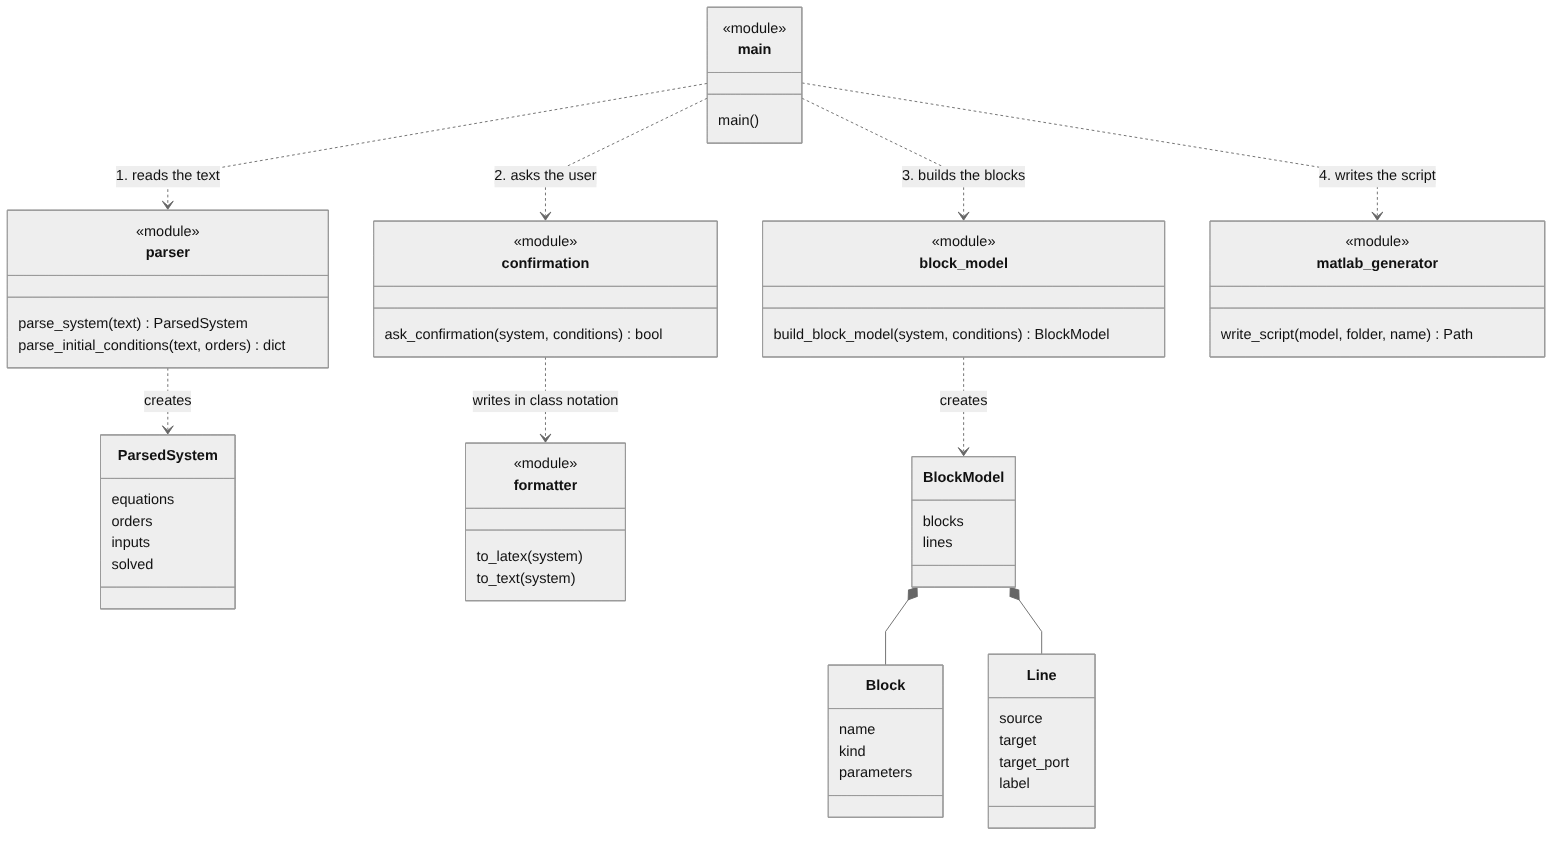 «module»
main
main()
1. reads the text
2. asks the user
3. builds the blocks
4. writes the script
«module»
parser
parse_system(text) : ParsedSystem
parse_initial_conditions(text, orders) : dict
«module»
confirmation
ask_confirmation(system, conditions) : bool
«module»
block_model
build_block_model(system, conditions) : BlockModel
«module»
matlab_generator
write_script(model, folder, name) : Path
creates
writes in class notation
creates
ParsedSystem
equations
orders
inputs
solved
«module»
formatter
to_latex(system)
to_text(system)
BlockModel
blocks
lines
Block
name
kind
parameters
Line
source
target
target_port
label